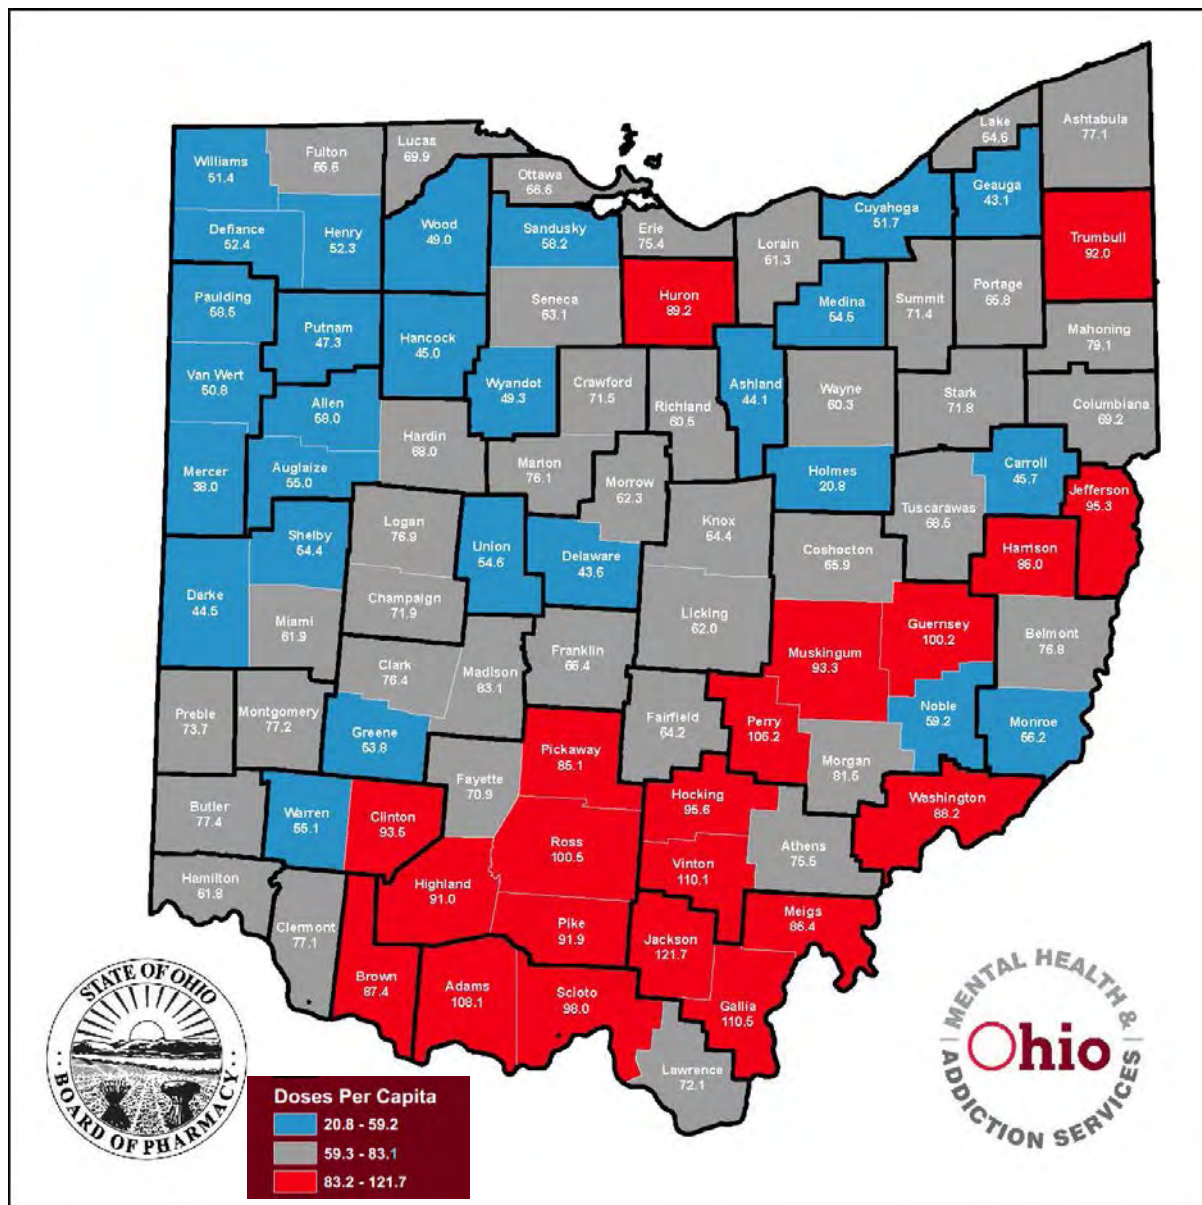 Ashtabula
77.1
Lake
64.6
Lucas
69.9
Fulton
66.6
Williams
51.4
Ottawa
66.6
Geauga
43.1
Cuyahoga
51.7
Wood
49.0
Sandusky
58.2
Erie
75.4
Defiance
52.4
Henry
52.3
Lorain
61.3
Trumbull
92.0
Paulding
58.5
Seneca
63.1
Huron
89.2
Medina
54.5
Summit
71.4
Portage
65.8
Putnam
47.3
Hancock
45.0
Mahoning
79.1
Van Wert
50.8
Wyandot
49.3
Crawford
71.5
Ashland
44.1
Wayne
60.3
Stark
71.8
Allen
58.0
Richland
60.5
Columbiana
69.2
Hardin
68.0
Mercer
38.0
Auglaize
55.0
Marion
76.1
Morrow
62.3
Holmes
20.8
Carroll
45.7
Jefferson
95.3
Tuscarawas
68.5
Logan
76.9
Knox
64.4
Shelby
54.4
Union
54.6
Delaware
43.6
Coshocton
65.9
Harrison
86.0
Darke
44.5
Champaign
71.9
Miami
61.9
Licking
62.0
Guernsey
100.2
Belmont
76.8
Muskingum
93.3
Clark
76.4
Madison
83.1
Franklin
66.4
Preble
73.7
Montgomery
77.2
Greene
53.8
Fairfield
64.2
Perry
106.2
Noble
59.2
Monroe
56.2
Pickaway
85.1
Morgan
81.5
Fayette
70.9
Hocking
95.6
Washington
88.2
Butler
77.4
Warren
55.1
Clinton
93.5
Ross
100.5
Athens
75.5
Vinton
110.1
Hamilton
61.8
Highland
91.0
Clermont
77.1
Pike
91.9
Jackson
121.7
Meigs
86.4
Brown
87.4
Adams
108.1
Scioto
98.0
Gallia
110.5
Lawrence
72.1
STATE OF OHIO
BOARD OF PHARMACY
Doses Per Capita
20.8 - 59.2
59.3 - 83.1
83.2 - 121.7
MENTAL HEALTH &
Ohio
ADDICTION SERVICES